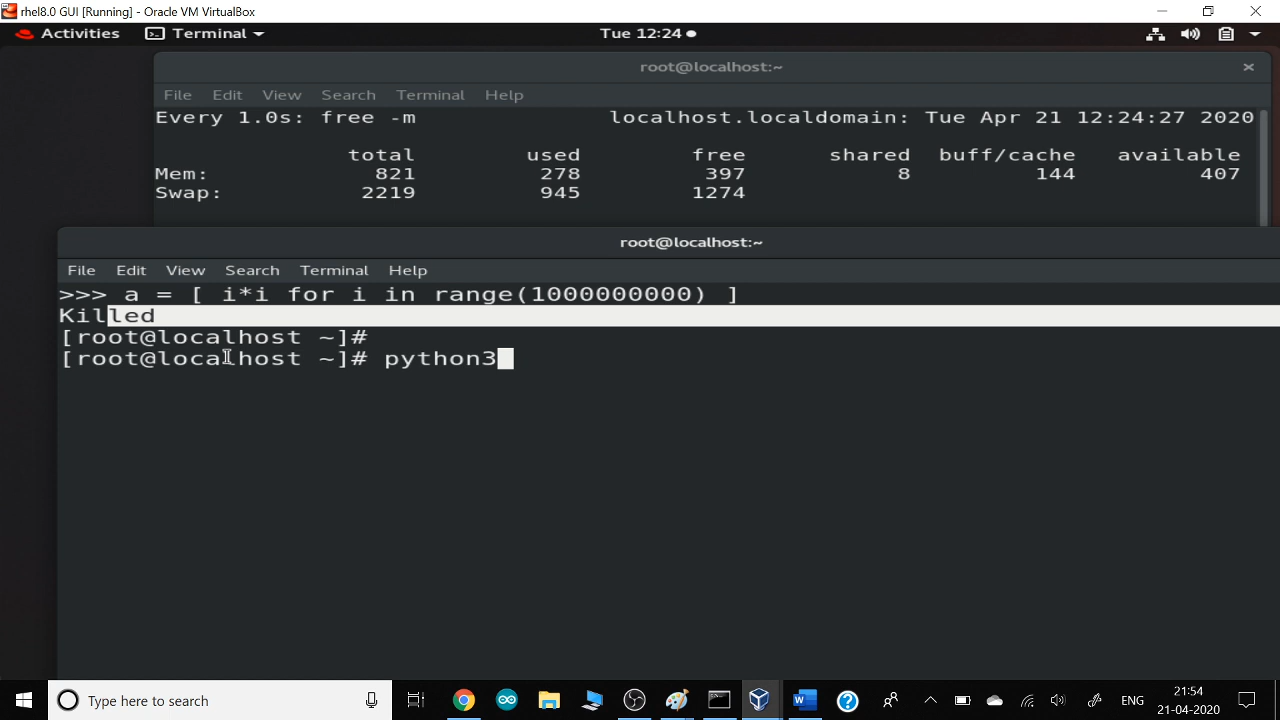 rhel8.0 GUI [Running] - Oracle VM VirtualBox
Activities Terminal Tue 12:24
root@localhost:~
File Edit View Search Terminal Help
Every 1.0s: free -m localhost.localdomain: Tue Apr 21 12:24:27 2020
total used free shared buff/cache available
Mem: 821 278 397 8 144 407
Swap: 2219 945 1274
root@localhost:~
File Edit View Search Terminal Help
>>> a = [ i*i for i in range(1000000000) ]
Killed
[root@localhost ~]#
[root@localhost ~]# python3
Type here to search
ENG
21:54
21-04-2020